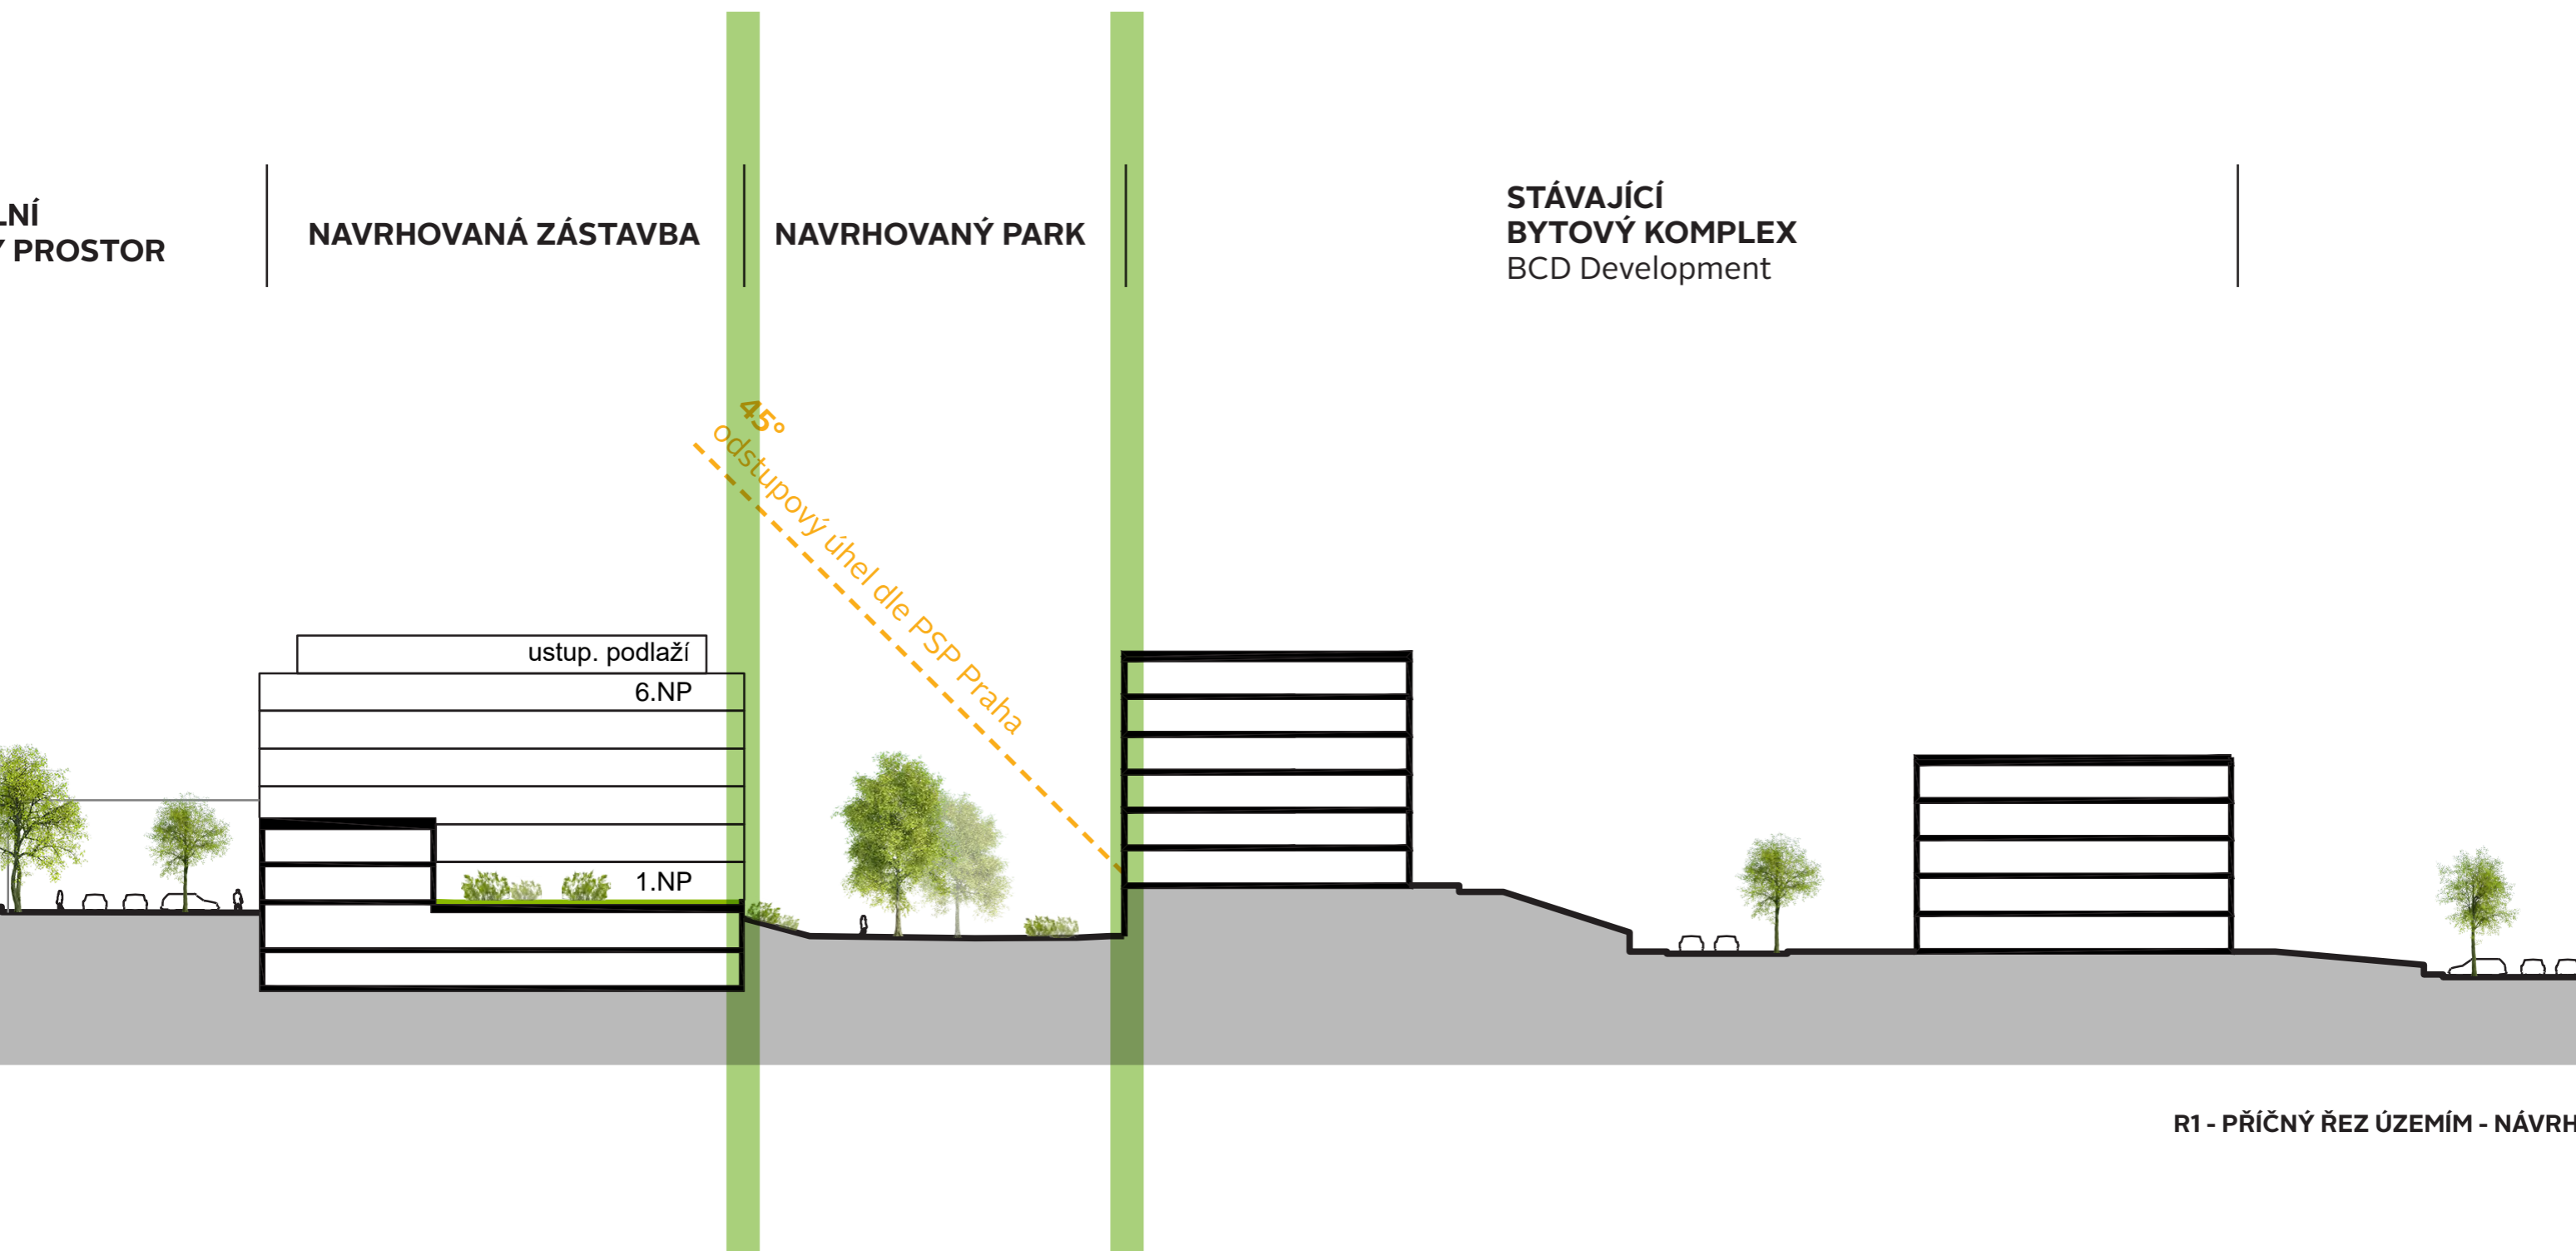 LNÍ
Ý PROSTOR
NAVRHOVANÁ ZÁSTAVBA
NAVRHOVANÝ PARK
STÁVAJÍCÍ
BYTOVÝ KOMPLEX
BCD Development
45°
odstupový úhel dle PSP Praha
ustup. podlaží
6.NP
1.NP
R1 - PŘÍČNÝ ŘEZ ÚZEMÍM - NÁVRH